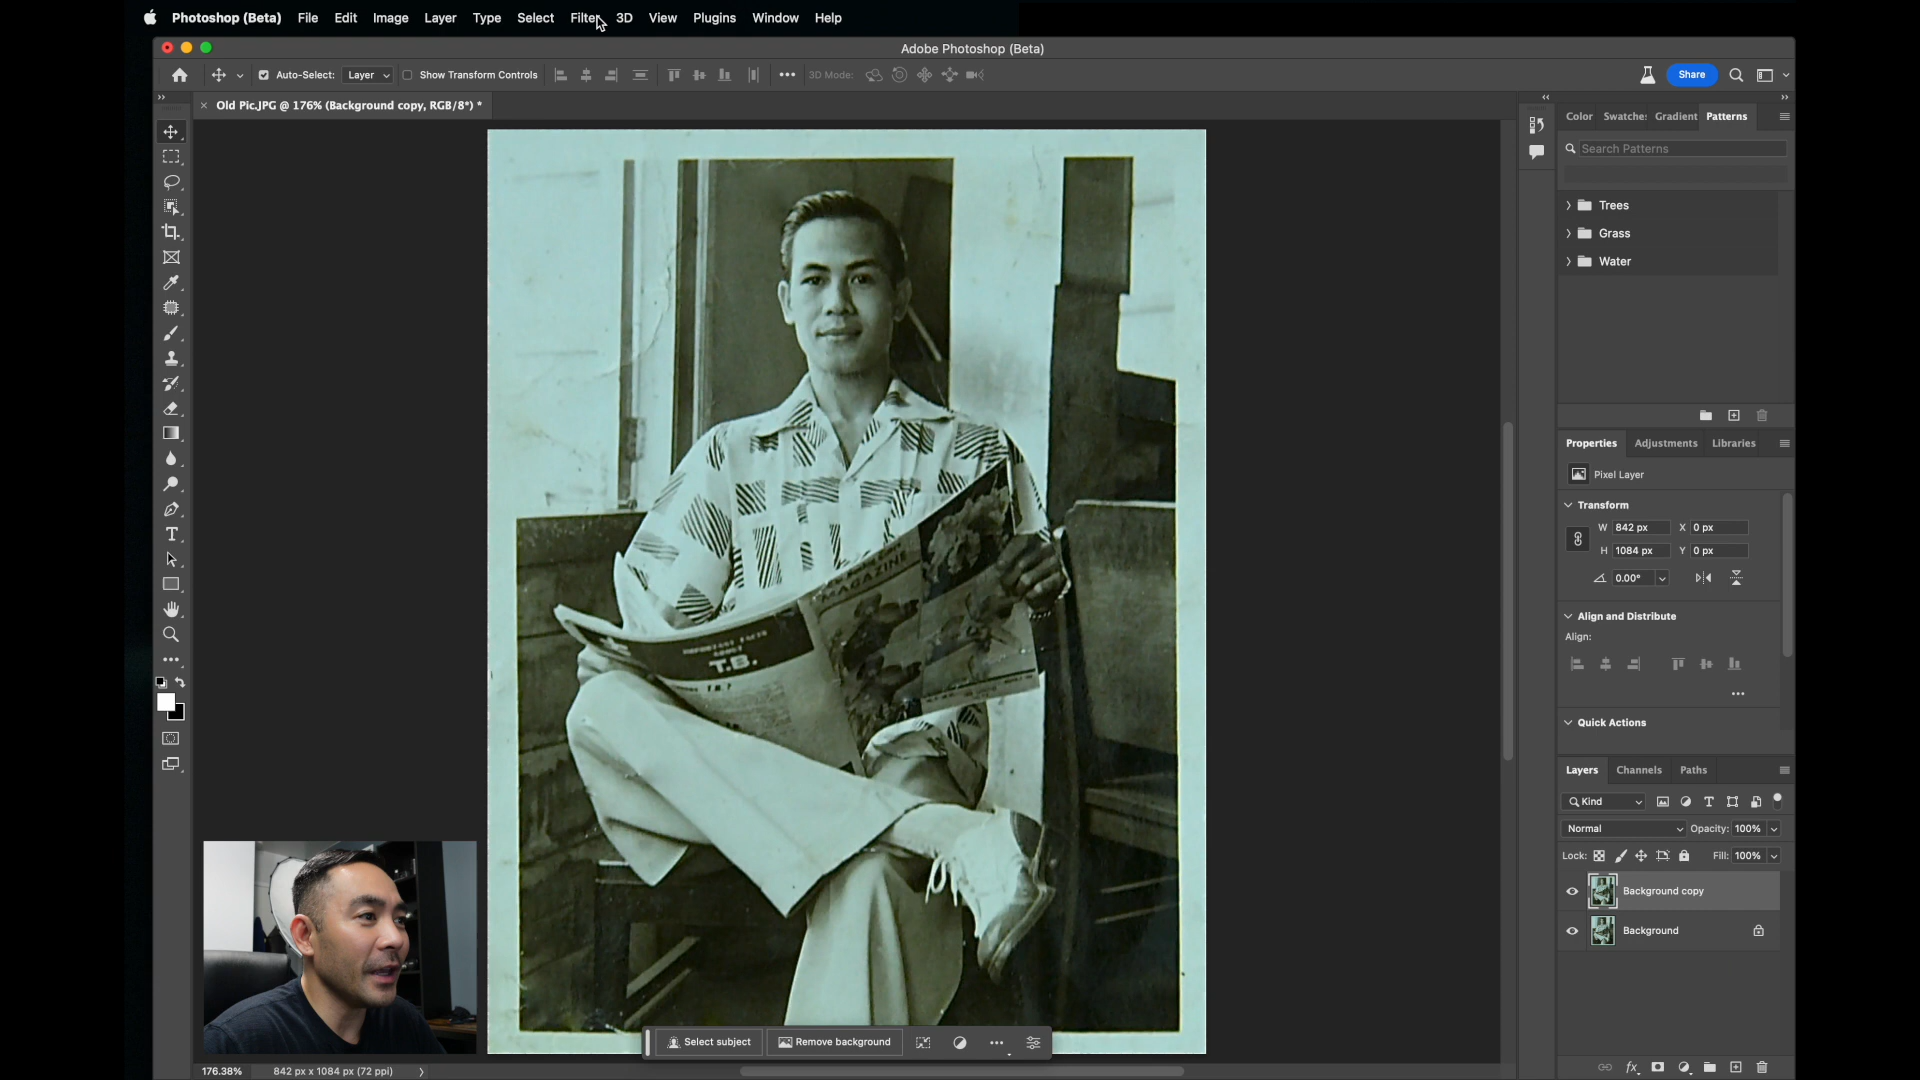 Photoshop (Beta) File Edit Image Layer Type Select Filter 3D View Plugins Window Help
Adobe Photoshop (Beta)
Auto-Select: Layer Show Transform Controls 3D Mode: Share
Old Pic.JPG @ 176% (Background copy, RGB/8*) *
Color Swatches Gradient Patterns
Search Patterns
Trees
Grass
Water
Properties Adjustments Libraries
Pixel Layer
Transform
W 842 px X 0 px
H 1084 px Y 0 px
0.00°
Align and Distribute
Align:
Quick Actions
Layers Channels Paths
Kind
Normal Opacity: 100%
Lock: Fill: 100%
Background copy
Background
MAGAZINE
IMPORTANT FACTS
ABOUT
T.B.
Select subject Remove background
176.38% 842 px x 1084 px (72 ppi)